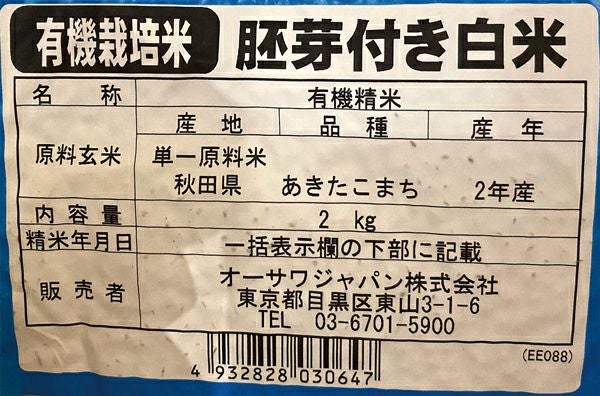 有機栽培米 胚芽付き白米
名 称 有機精米
原料玄米 産 地 品 種 産 年
単一原料米
秋田県 あきたこまち 2年産
内 容 量 2 kg
精米年月日 一括表示欄の下部に記載
販 売 者 オーサワジャパン株式会社
東京都目黒区東山3-1-6
TEL 03-6701-5900
(EE088)
4 932828 030647